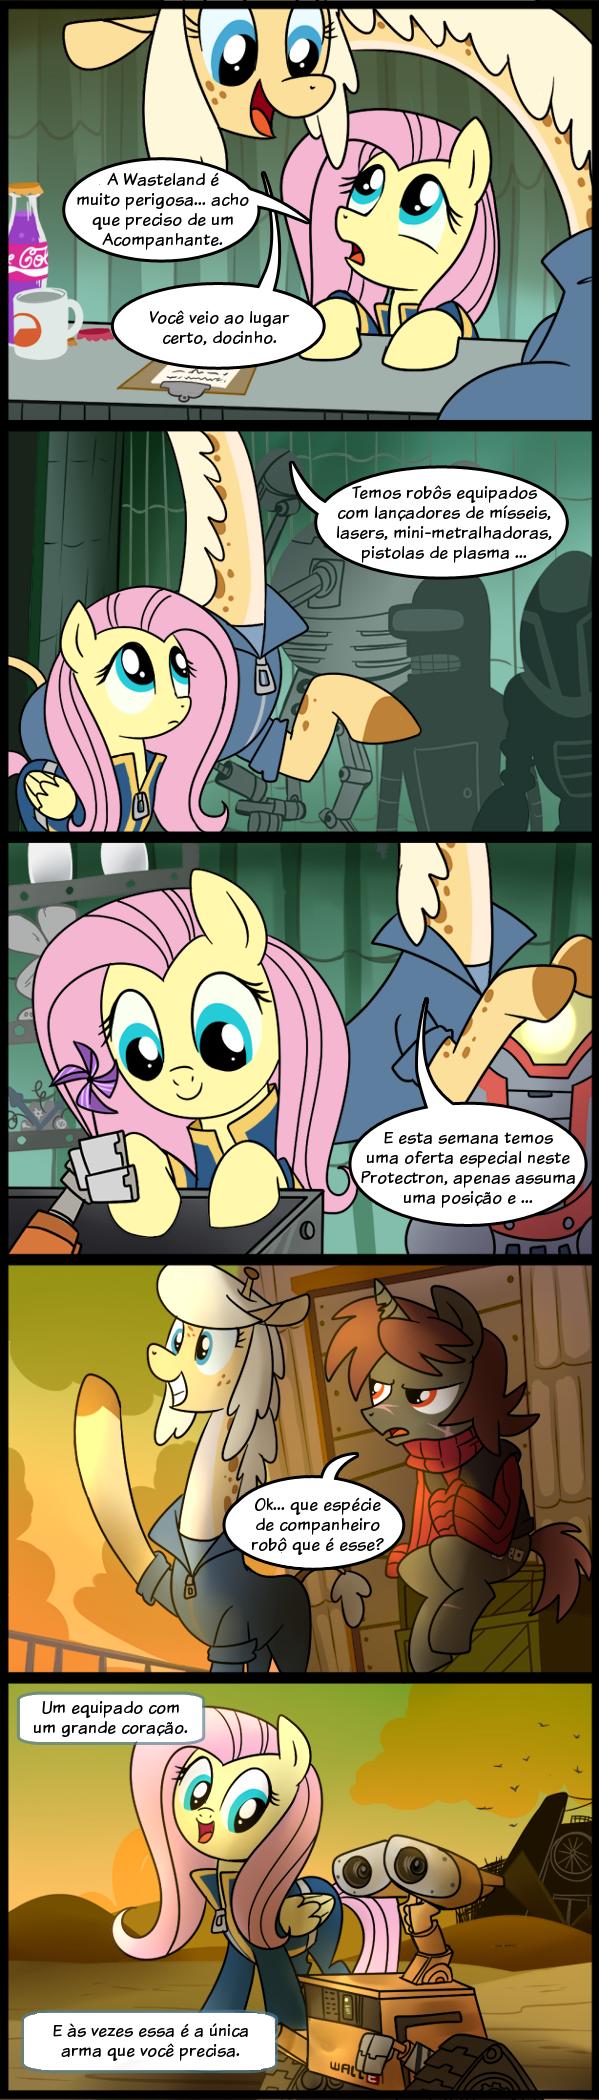 A Wasteland é
muito perigosa... acho
que preciso de um
Acompanhante.
Você veio ao lugar
certo, docinho.
Temos robôs equipados
com lançadores de mísseis,
lasers, mini-metralhadoras,
pistolas de plasma ...
E esta semana temos
uma oferta especial neste
Protectron, apenas assuma
uma posição e ...
Ok... que espécie
de companheiro
robô que é esse?
Um equipado com
um grande coração.
E às vezes essa é a única
arma que você precisa.
WALL·E